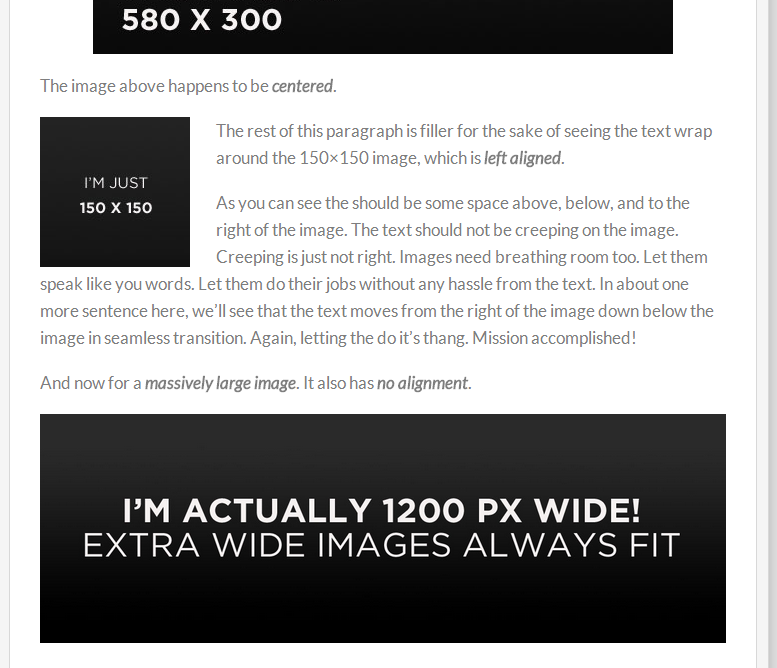 580 X 300
The image above happens to be centered.
I'M JUST
150 X 150
The rest of this paragraph is filler for the sake of seeing the text wrap
around the 150×150 image, which is left aligned.
As you can see the should be some space above, below, and to the
right of the image. The text should not be creeping on the image.
Creeping is just not right. Images need breathing room too. Let them
speak like you words. Let them do their jobs without any hassle from the text. In about one
more sentence here, we’ll see that the text moves from the right of the image down below the
image in seamless transition. Again, letting the do it’s thang. Mission accomplished!
And now for a massively large image. It also has no alignment.
I’M ACTUALLY 1200 PX WIDE!
EXTRA WIDE IMAGES ALWAYS FIT